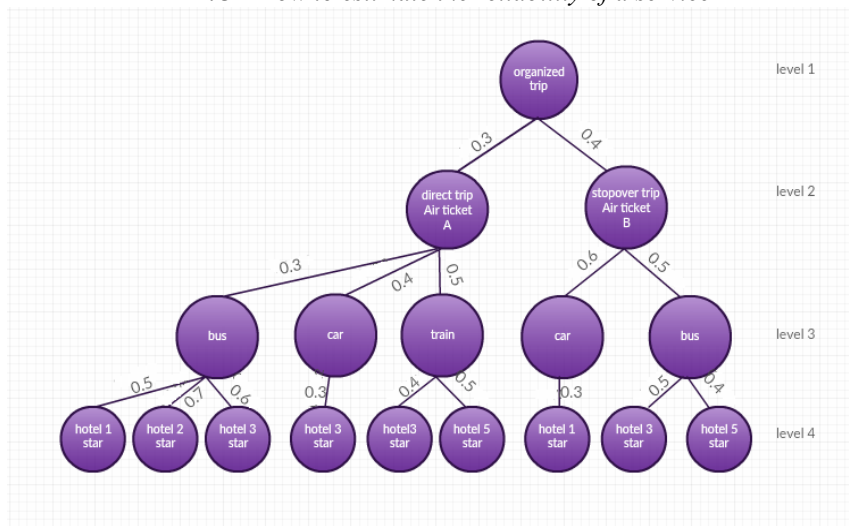 organized
trip
level 1
0.3
0.4
direct trip
Air ticket
A
stopover trip
Air ticket
B
level 2
0.3
0.4
0.5
0.6
0.5
bus
car
train
car
bus
level 3
0.5
0.7
0.6
0.3
0.4
0.5
0.3
0.5
0.4
hotel 1
star
hotel 2
star
hotel 3
star
hotel 3
star
hotel3
star
hotel 5
star
hotel 1
star
hotel 3
star
hotel 5
star
level 4